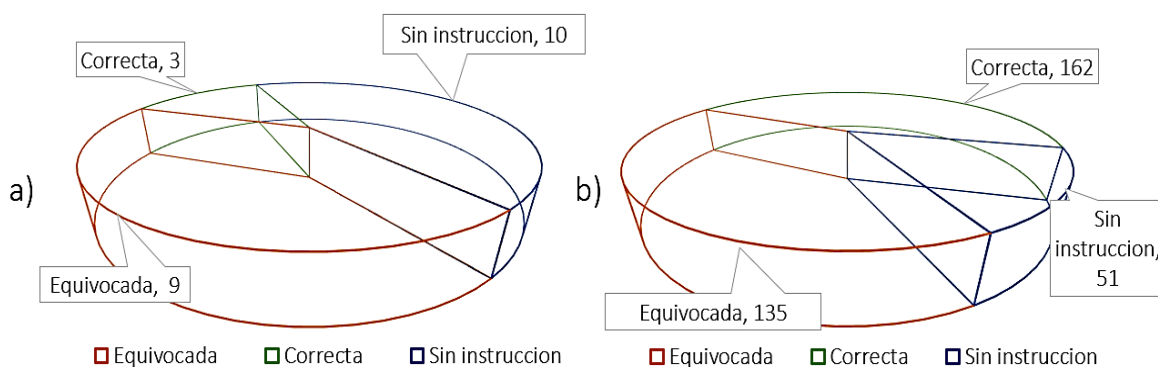 a)
Correcta, 3
Sin instruccion, 10
Equivocada, 9
Equivocada
Correcta
Sin instruccion
b)
Correcta, 162
Sin
instruccion,
51
Equivocada, 135
Equivocada
Correcta
Sin instruccion